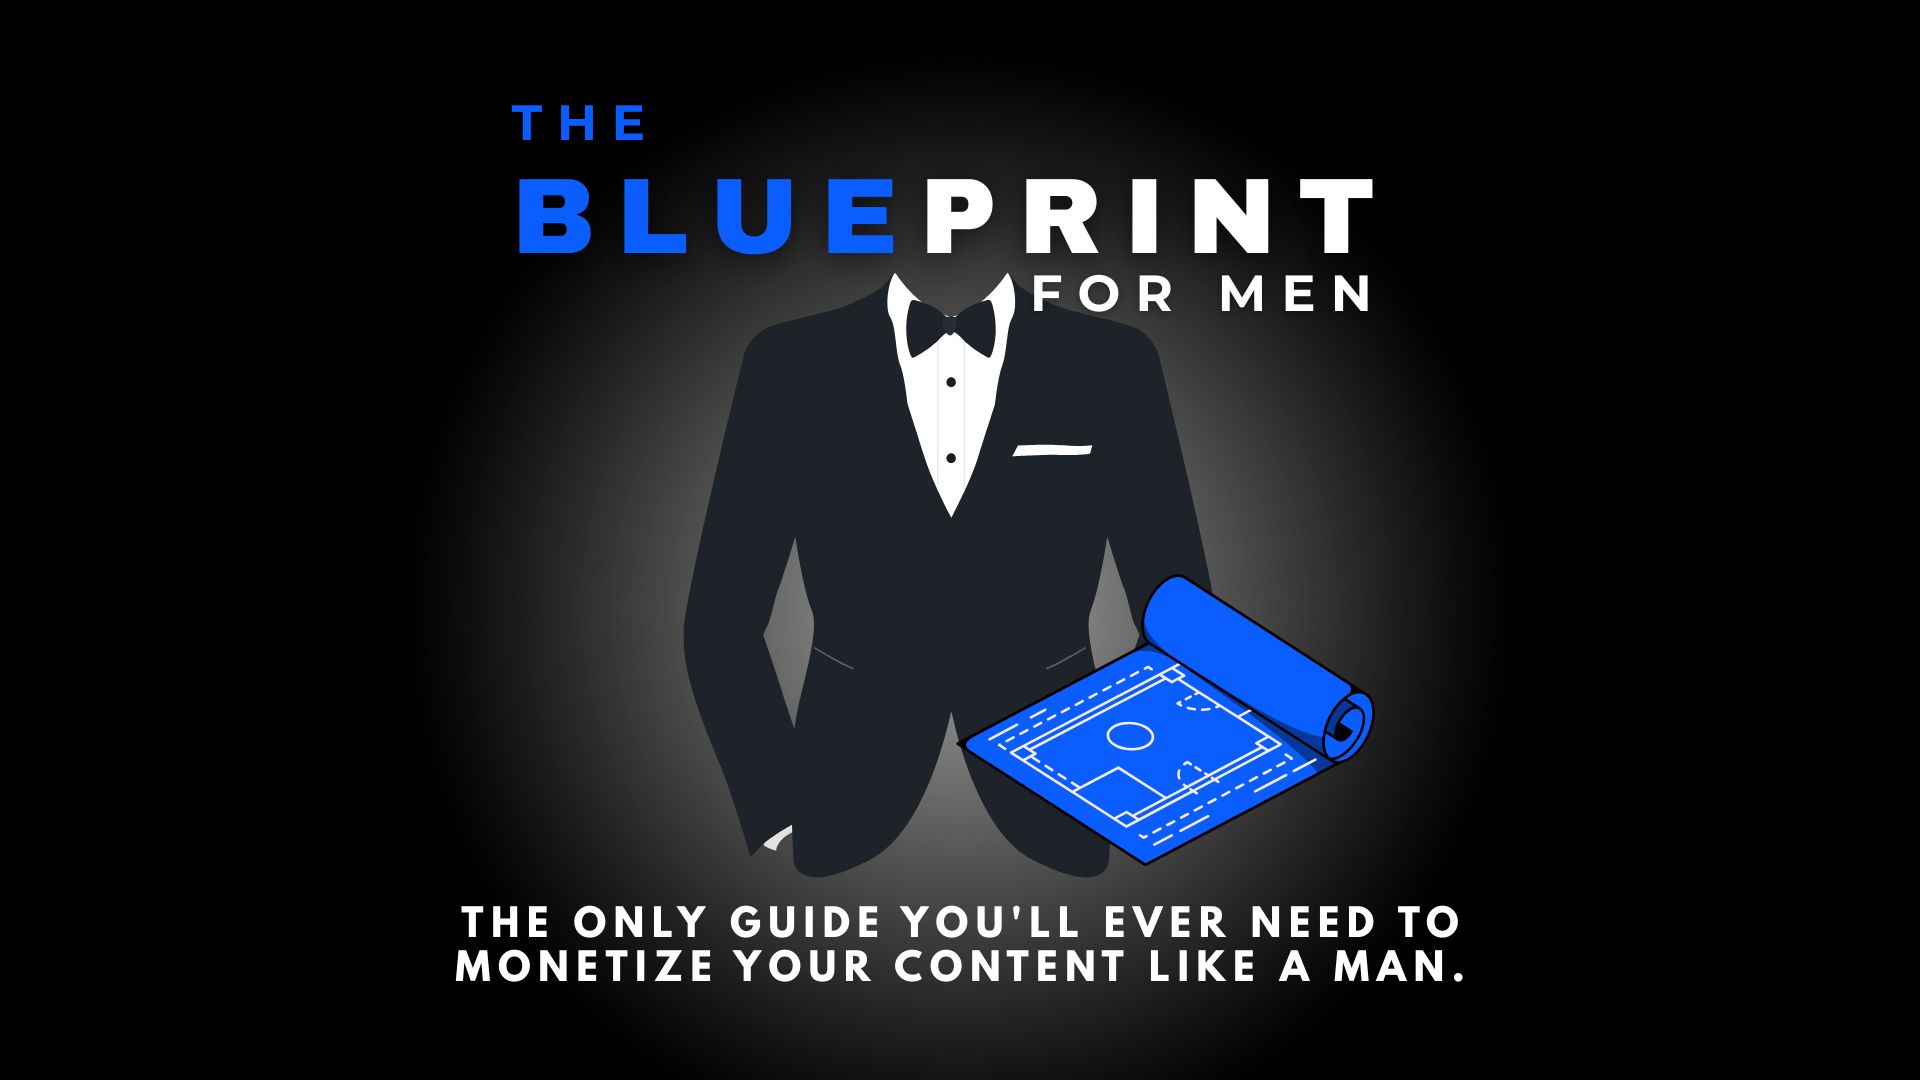 THE
BLUEPRINT
FOR MEN
THE ONLY GUIDE YOU'LL EVER NEED TO
MONETIZE YOUR CONTENT LIKE A MAN.